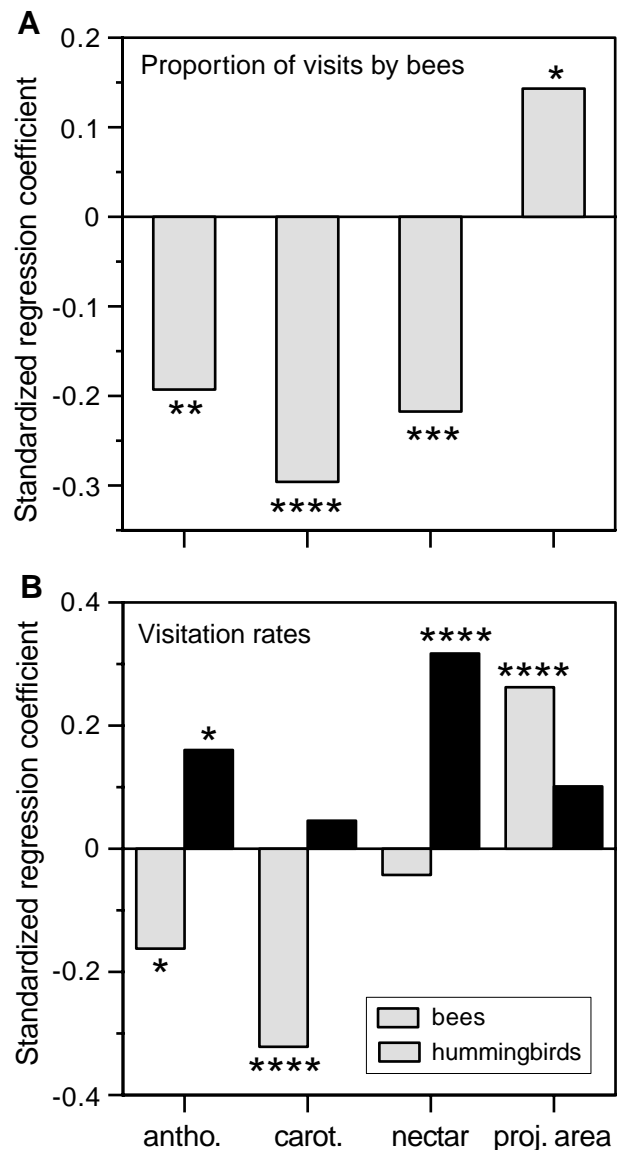 A
Standardized regression coefficient
0.2
0.1
0
-0.1
-0.2
-0.3
Proportion of visits by bees
*
**
****
***
B
Standardized regression coefficient
0.4
0.2
0
-0.2
-0.4
Visitation rates
*
****
****
*
****
bees
hummingbirds
antho. carot. nectar proj. area